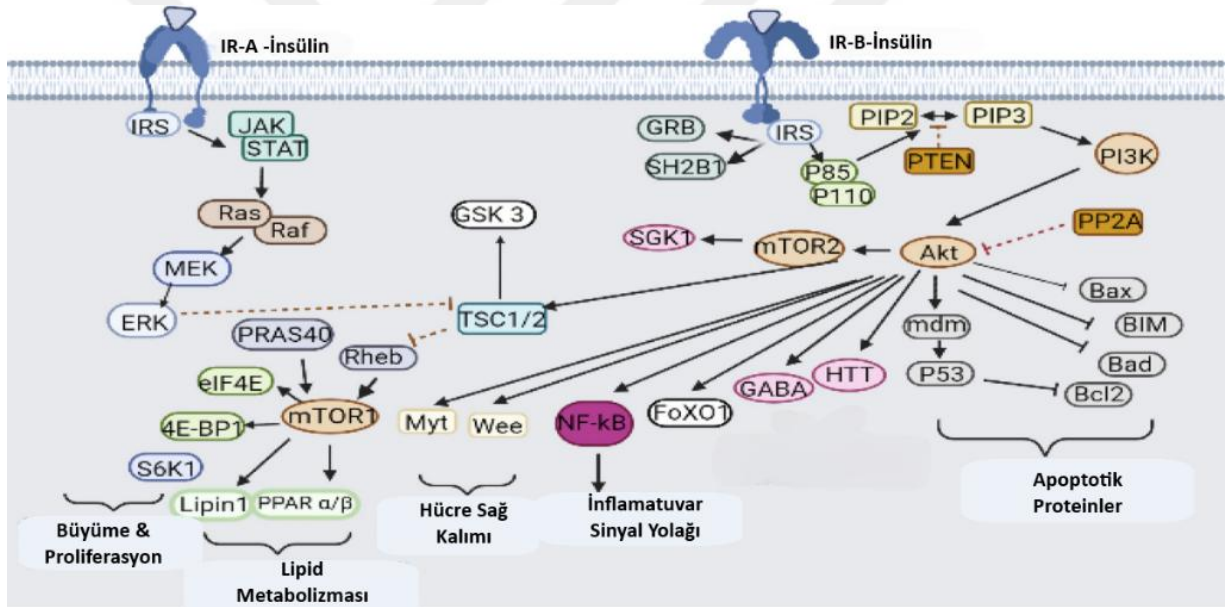 IR-A -İnsülin
IR-B-İnsülin
IRS
JAK
STAT
Ras
Raf
MEK
ERK
GSK 3
TSC1/2
PRAS40
Rheb
eIF4E
mTOR1
4E-BP1
S6K1
Lipin1
PPAR α/β
Büyüme &
Proliferasyon
Lipid
Metabolizması
GRB
SH2B1
IRS
P85
P110
PIP2
PIP3
PTEN
PI3K
PP2A
SGK1
mTOR2
Akt
Myt
Wee
NF-kB
FoXO1
GABA
HTT
mdm
P53
Bax
BIM
Bad
Bcl2
Hücre Sağ
Kalımı
İnflamatuvar
Sinyal Yolağı
Apoptotik
Proteinler